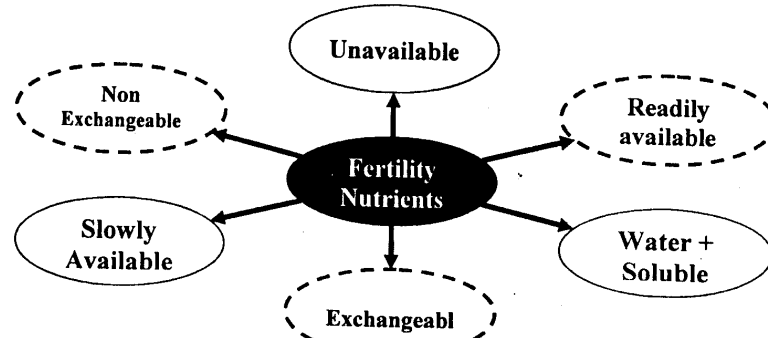 Unavailable
Non
Exchangeable
Readily
available
Fertility
Nutrients
Slowly
Available
Water +
Soluble
Exchangeabl